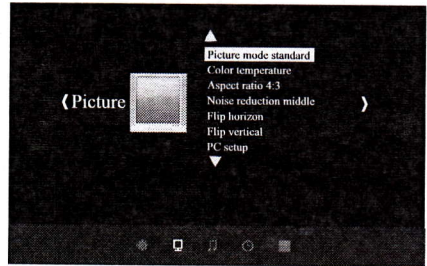 Picture
Picture mode standard
Color temperature
Aspect ratio 4:3
Noise reduction middle
Flip horizon
Flip vertical
PC setup